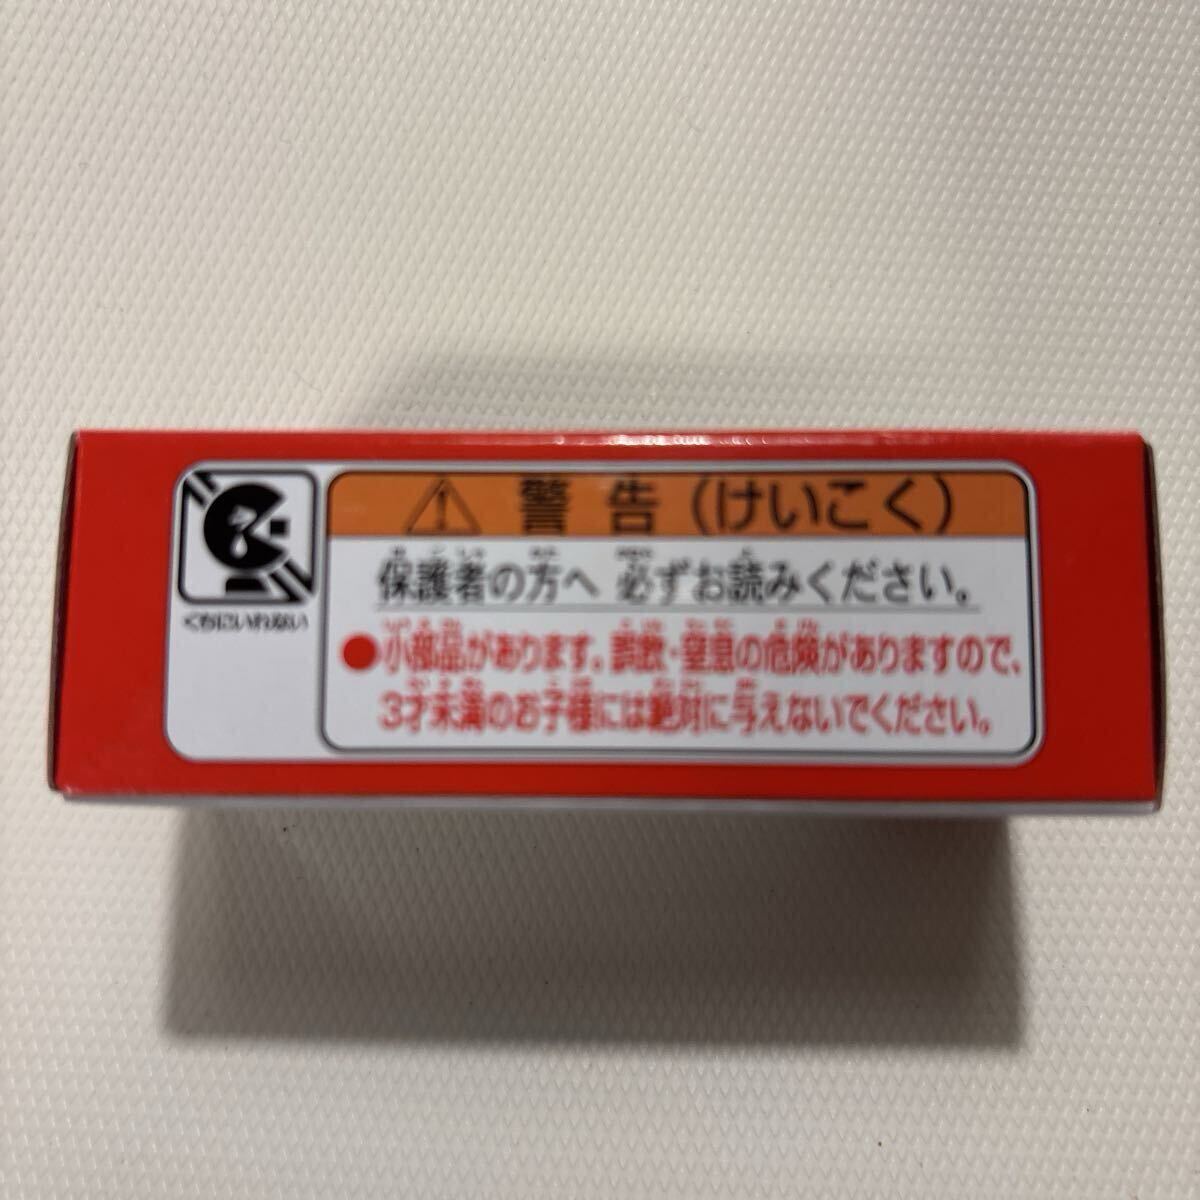 ⚠ 警告(けいこく)
保護者の方へ 必ずお読みください。
くちにいれない
●小部品があります。誤飲・窒息の危険がありますので、
3才未満のお子様には絶対に与えないでください。